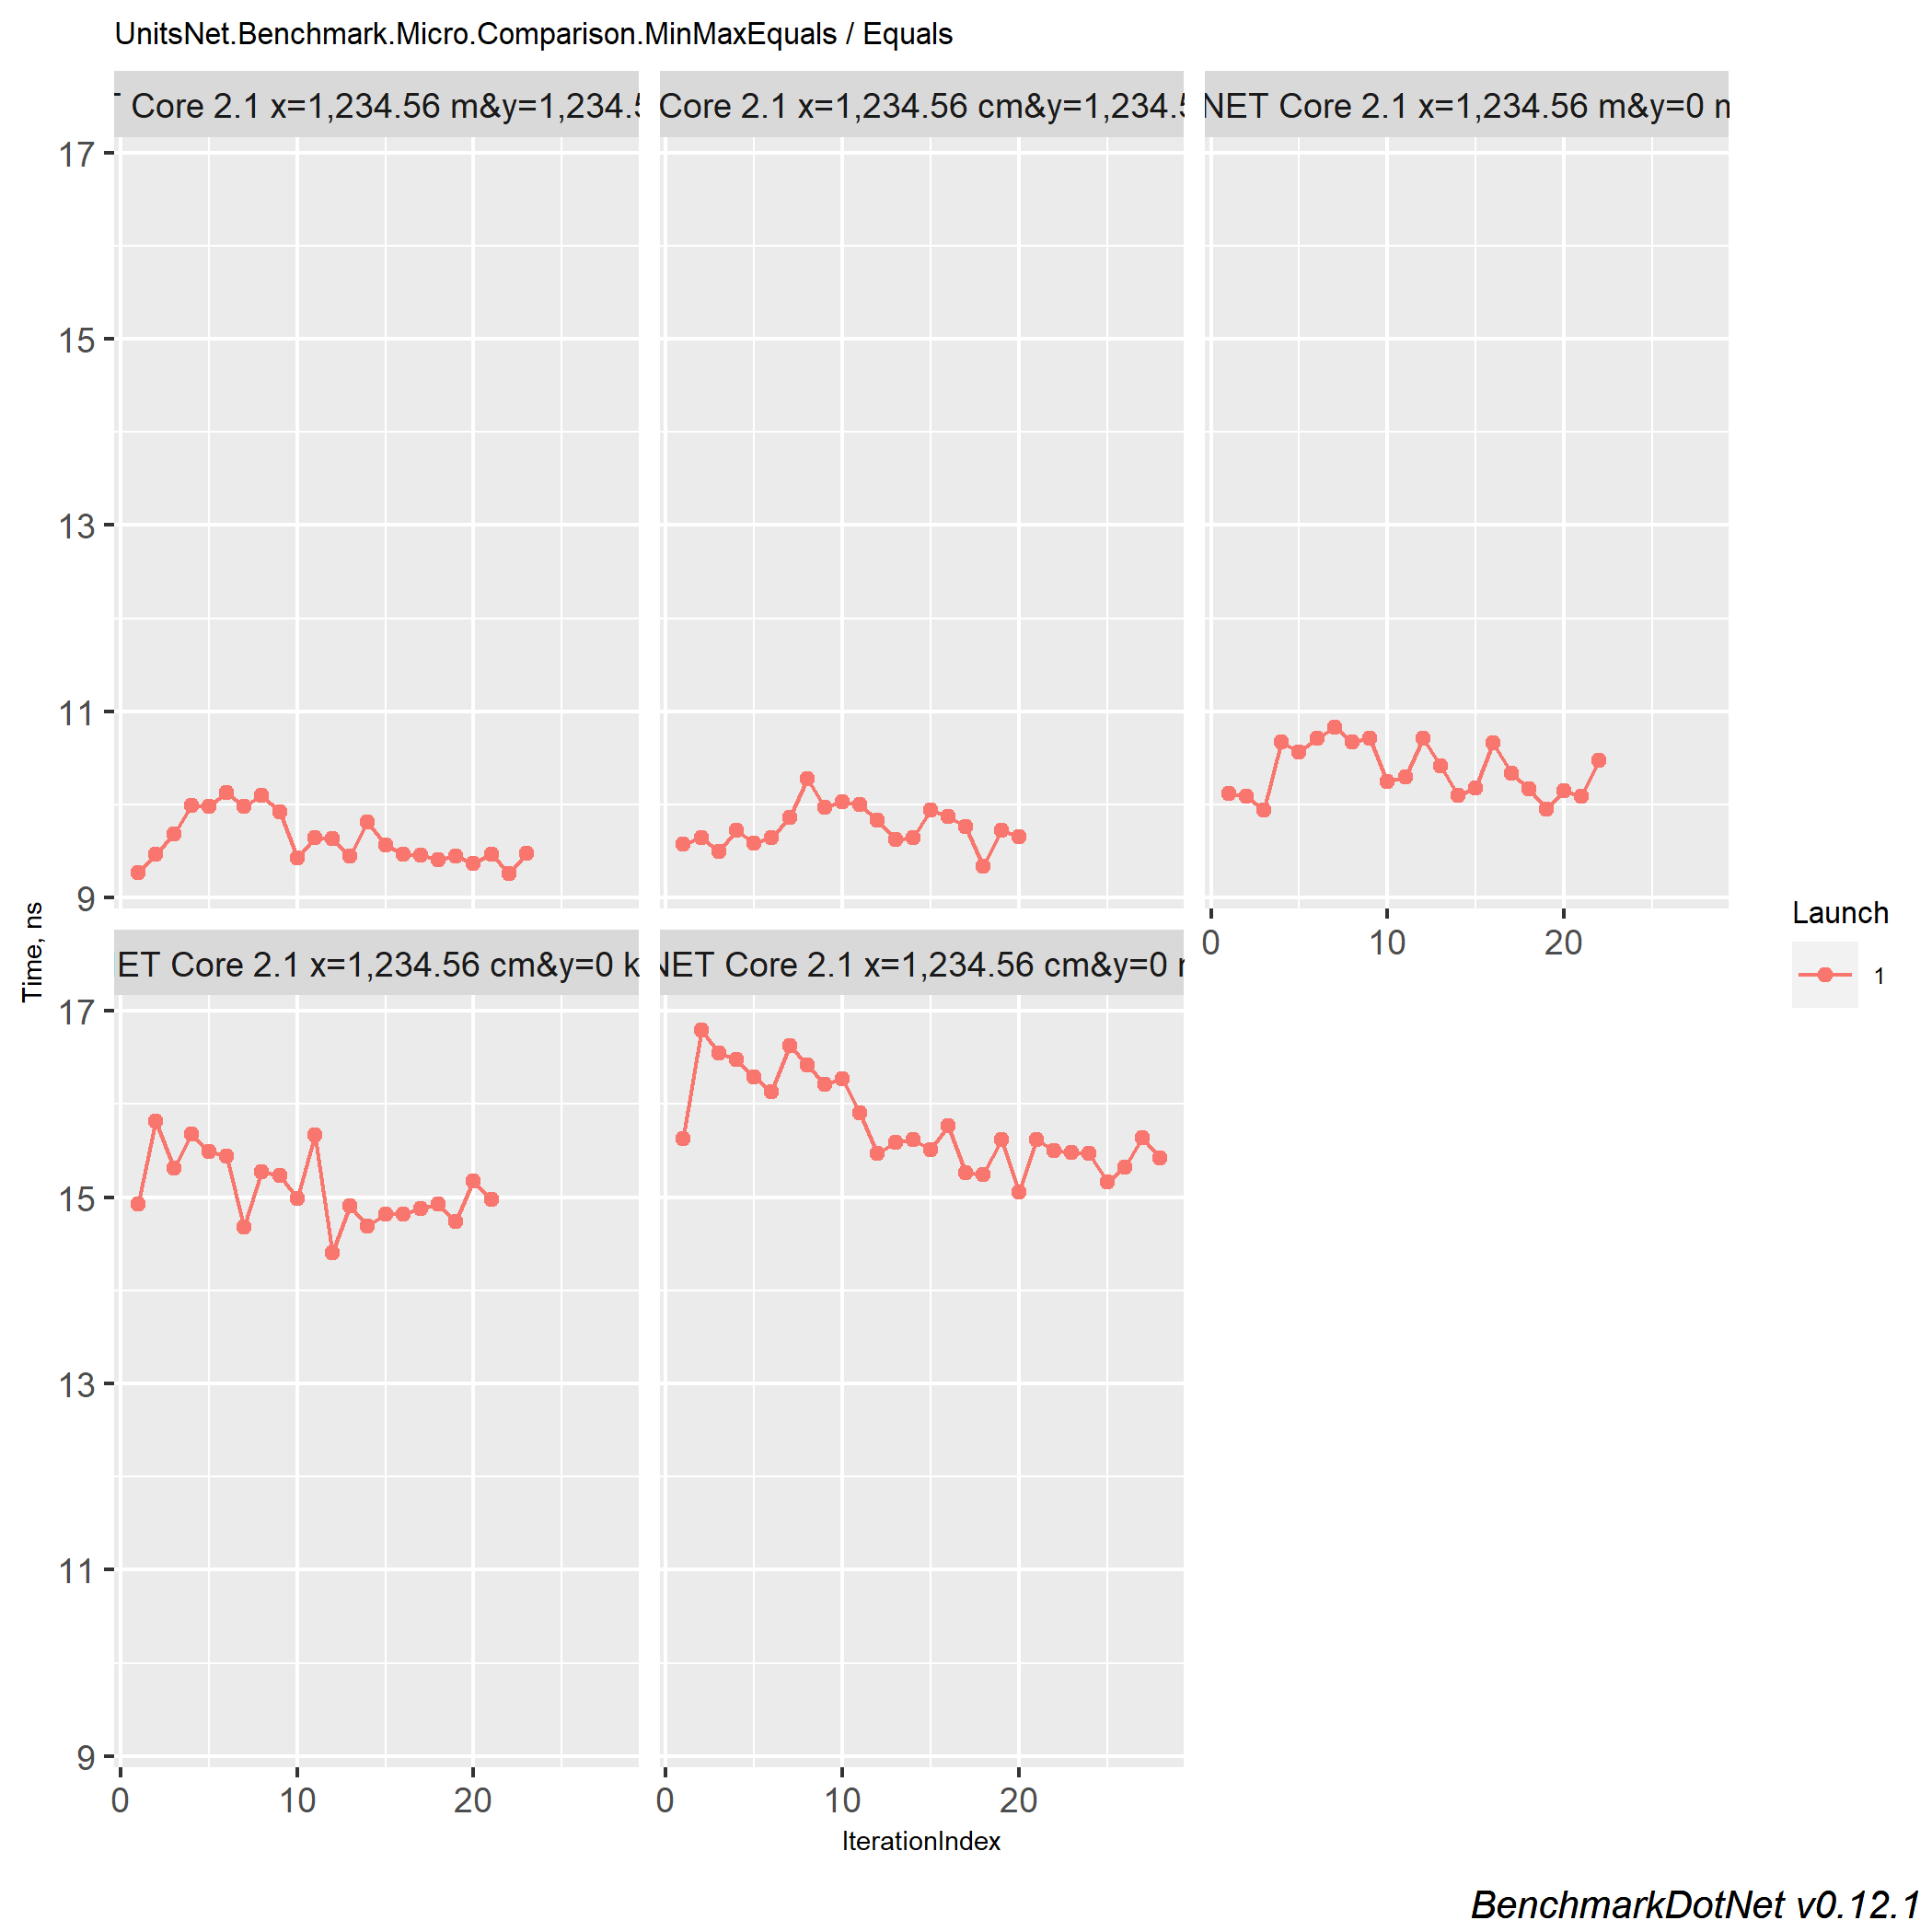 UnitsNet.Benchmark.Micro.Comparison.MinMaxEquals / Equals
Core 2.1 x=1,234.56 m&y=1,234.5
Core 2.1 x=1,234.56 cm&y=1,234.5
NET Core 2.1 x=1,234.56 m&y=0
17
15
13
11
9
0 10 20
ET Core 2.1 x=1,234.56 cm&y=0 k
NET Core 2.1 x=1,234.56 cm&y=0
17
15
13
11
9
0 10 20
0 10 20
Time, ns
IterationIndex
Launch
1
BenchmarkDotNet v0.12.1